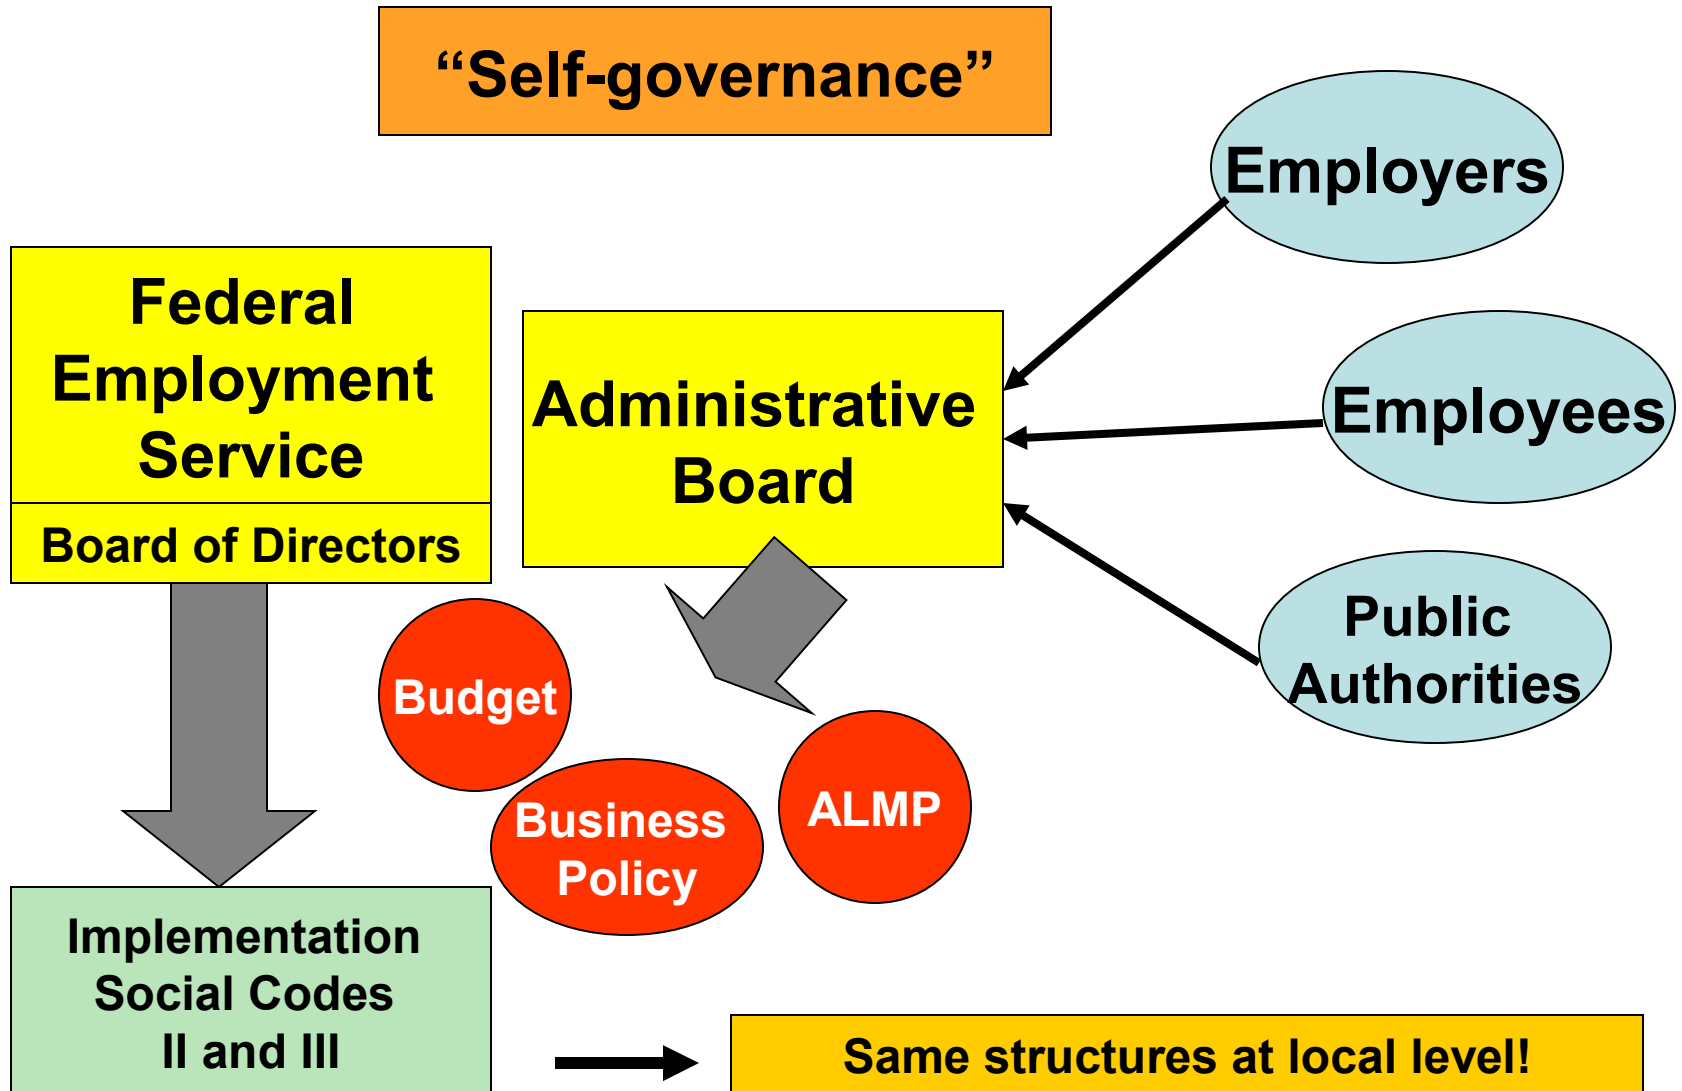 “Self-governance”
Employers
Federal
Employment
Service
Board of Directors
Administrative
Board
Employees
Public
Authorities
Budget
Business
Policy
ALMP
Implementation
Social Codes
II and III
Same structures at local level!